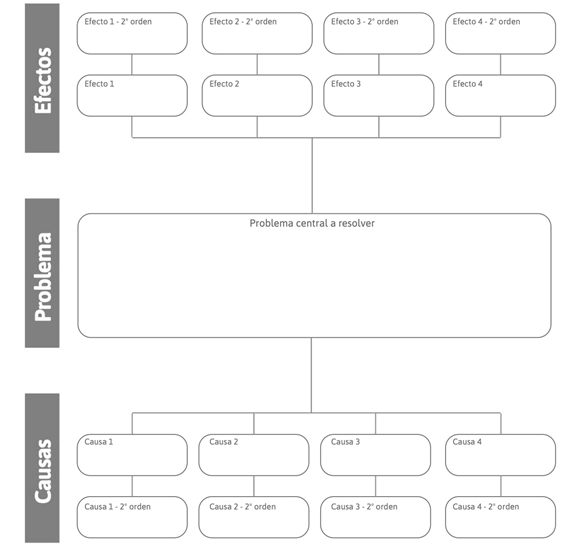 Efectos
Efecto 1 - 2° orden
Efecto 2 - 2° orden
Efecto 3 - 2° orden
Efecto 4 - 2° orden
Efecto 1
Efecto 2
Efecto 3
Efecto 4
Problema
Problema central a resolver
Causas
Causa 1
Causa 2
Causa 3
Causa 4
Causa 1 - 2° orden
Causa 2 - 2° orden
Causa 3 - 2° orden
Causa 4 - 2° orden